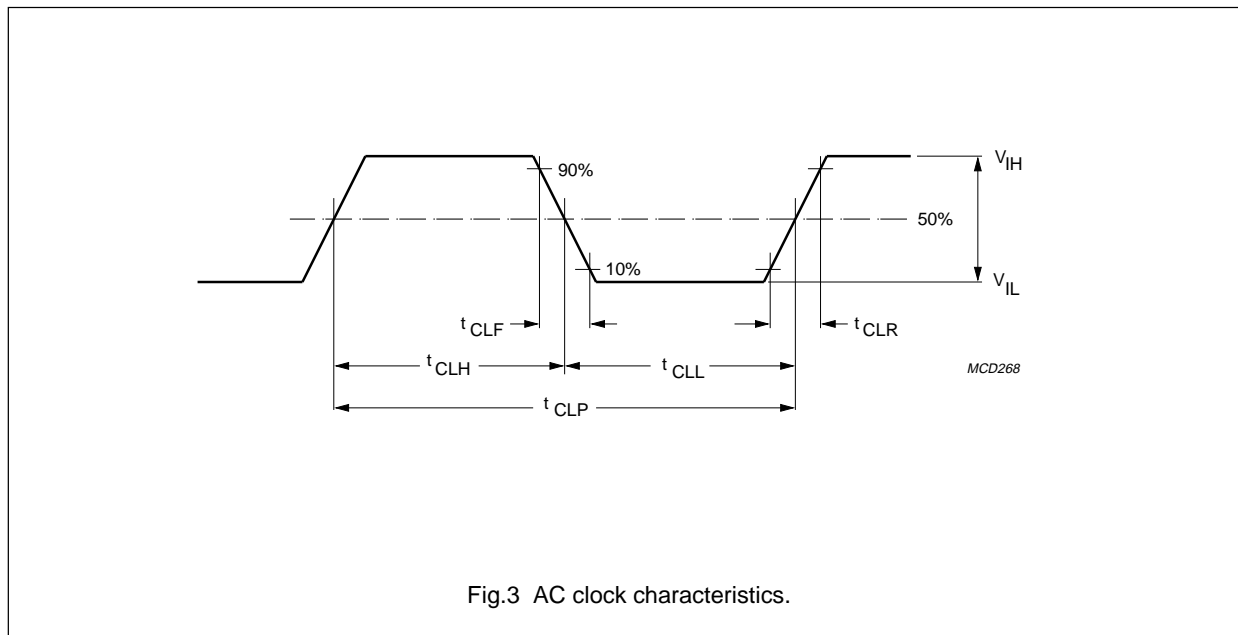 V_IH
90%
50%
10%
V_IL
t_CLF
t_CLR
t_CLH
t_CLL
MCD268
t_CLP
Fig.3 AC clock characteristics.